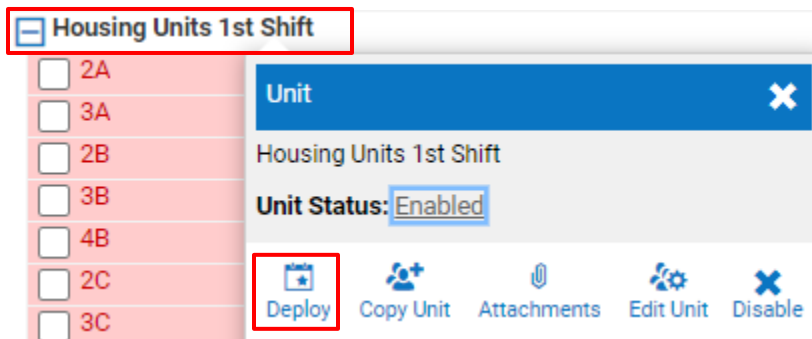 Housing Units 1st Shift
2A
3A
2B
3B
4B
2C
3C
Unit
Housing Units 1st Shift
Unit Status: Enabled
Deploy
Copy Unit
Attachments
Edit Unit
Disable